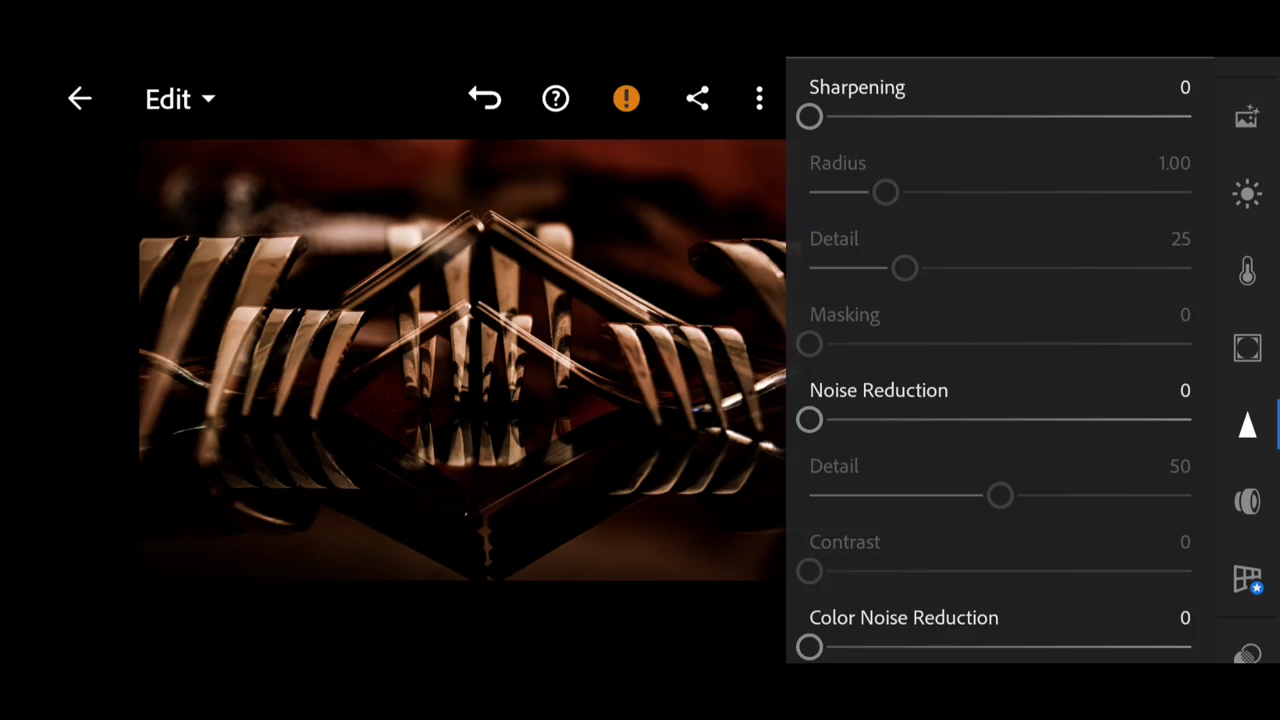 Edit
Sharpening 0
Radius 1.00
Detail 25
Masking 0
Noise Reduction 0
Detail 50
Contrast 0
Color Noise Reduction 0